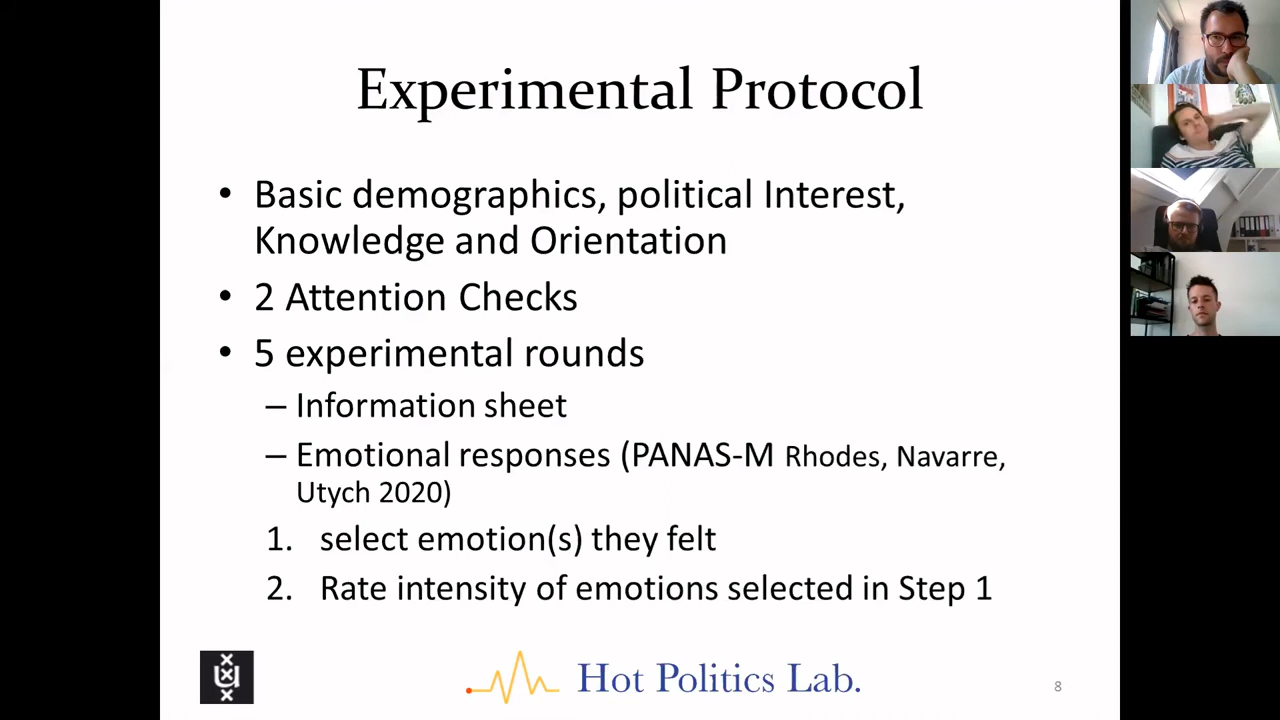 Experimental Protocol
• Basic demographics, political Interest,
Knowledge and Orientation
• 2 Attention Checks
• 5 experimental rounds
– Information sheet
– Emotional responses (PANAS-M Rhodes, Navarre,
Utych 2020)
1. select emotion(s) they felt
2. Rate intensity of emotions selected in Step 1
Hot Politics Lab.
8